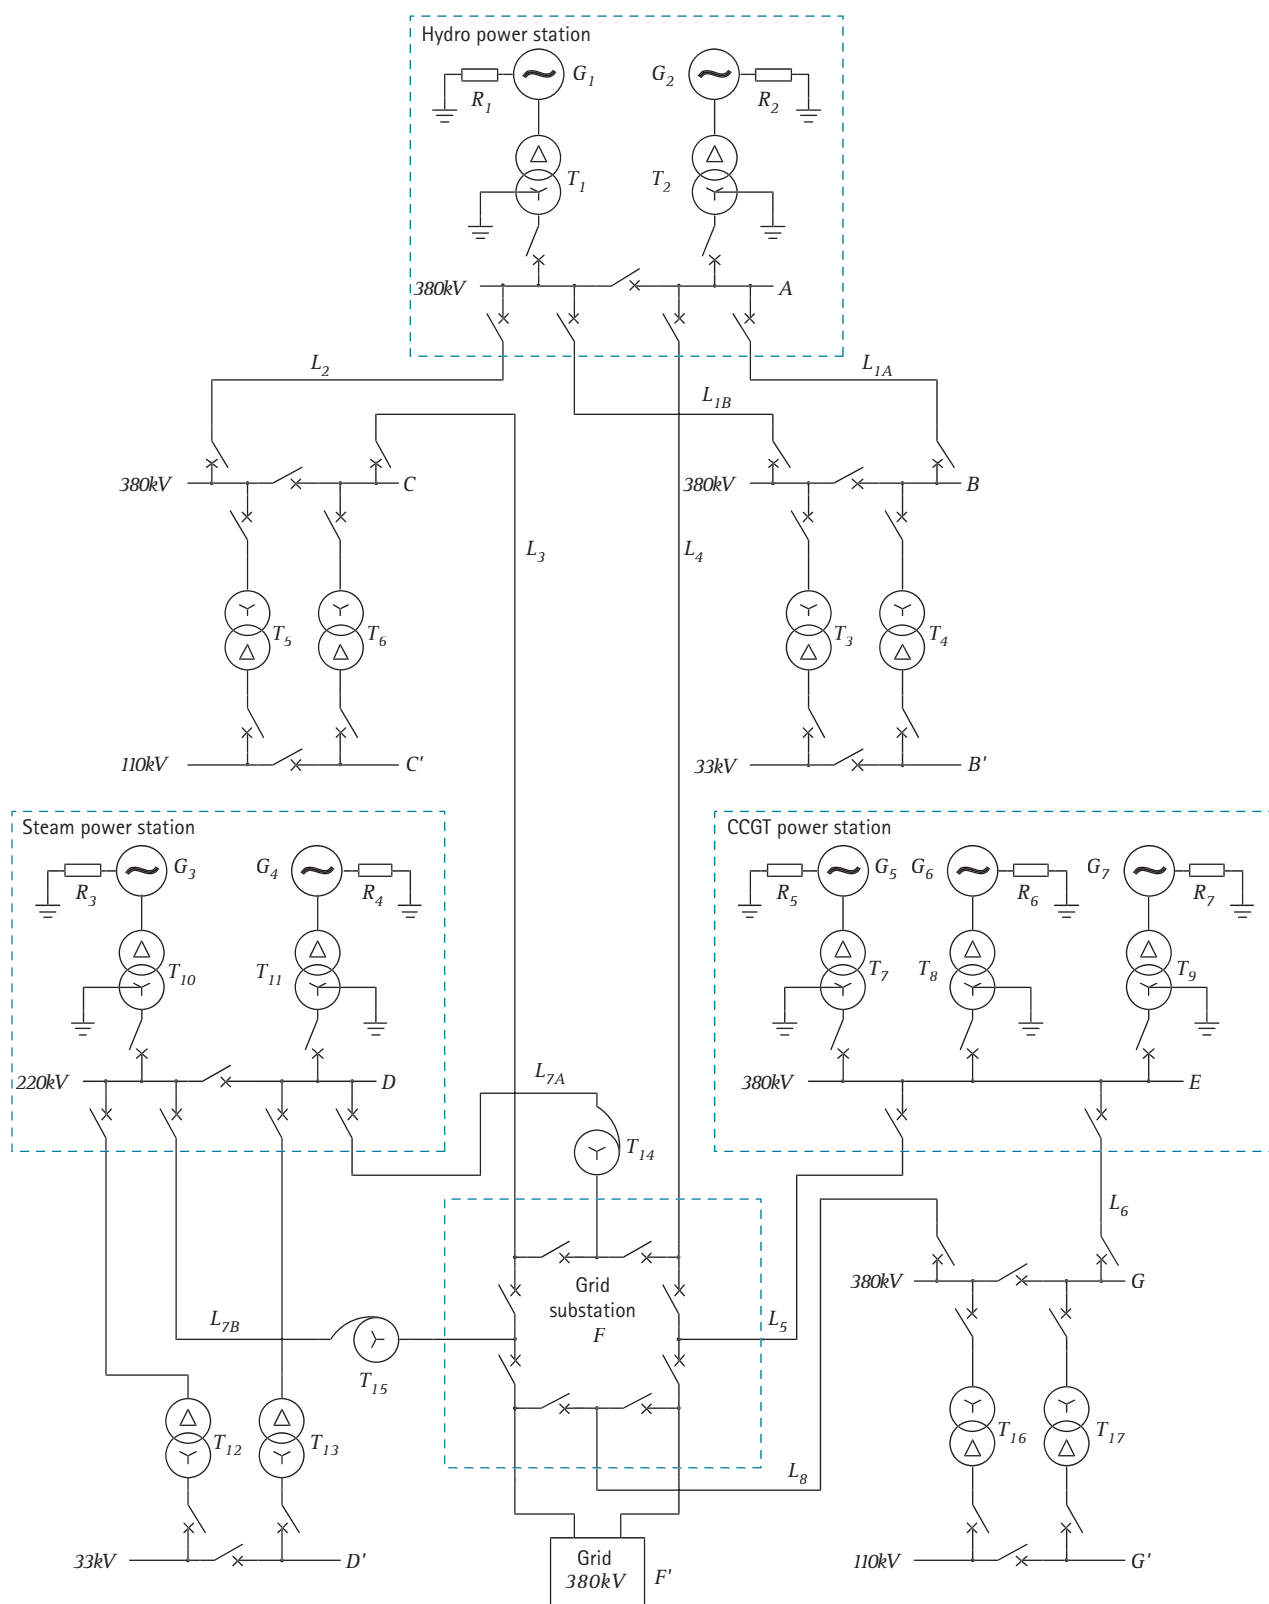 Hydro power station
G1
G2
R1
R2
T1
T2
380kV
A
L2
L1A
L1B
380kV
C
380kV
B
L3
L4
T5
T6
T3
T4
110kV
C'
33kV
B'
Steam power station
CCGT power station
G3
G4
G5
G6
G7
R3
R4
R5
R6
R7
T10
T11
T7
T8
T9
220kV
D
380kV
E
L7A
T14
L6
380kV
G
Grid
substation
F
L7B
L5
T15
T12
T13
T16
T17
L8
33kV
D'
Grid
380kV
F'
110kV
G'